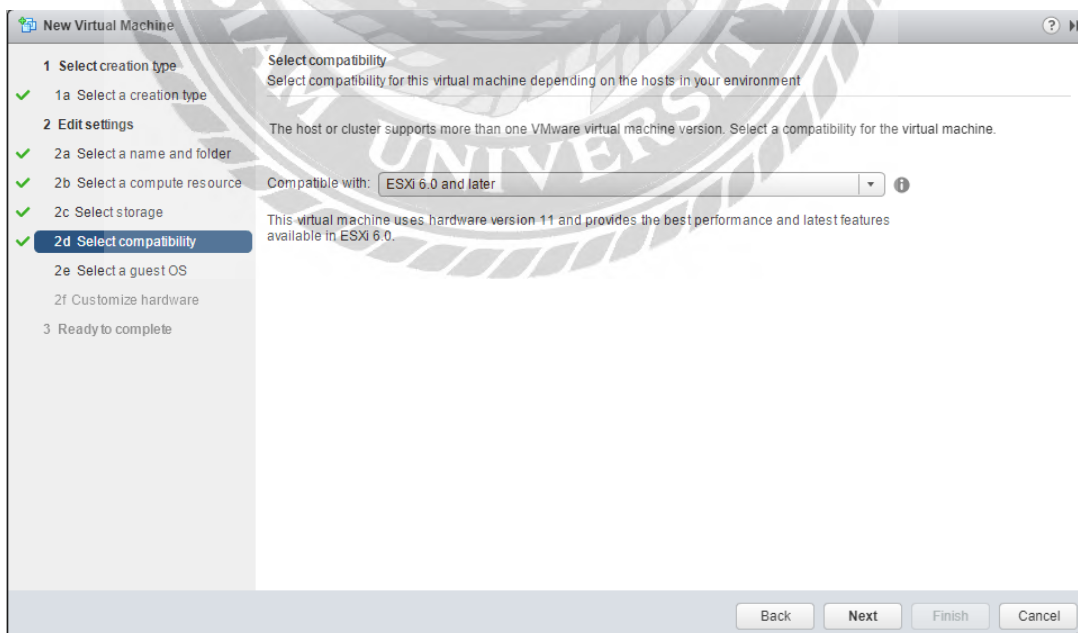 New Virtual Machine
1 Select creation type
1a Select a creation type
2 Edit settings
2a Select a name and folder
2b Select a compute resource
2c Select storage
2d Select compatibility
2e Select a guest OS
2f Customize hardware
3 Ready to complete
Select compatibility
Select compatibility for this virtual machine depending on the hosts in your environment
The host or cluster supports more than one VMware virtual machine version. Select a compatibility for the virtual machine.
Compatible with: ESXi 6.0 and later
This virtual machine uses hardware version 11 and provides the best performance and latest features
available in ESXi 6.0.
UNIVERSITY
Back Next Finish Cancel